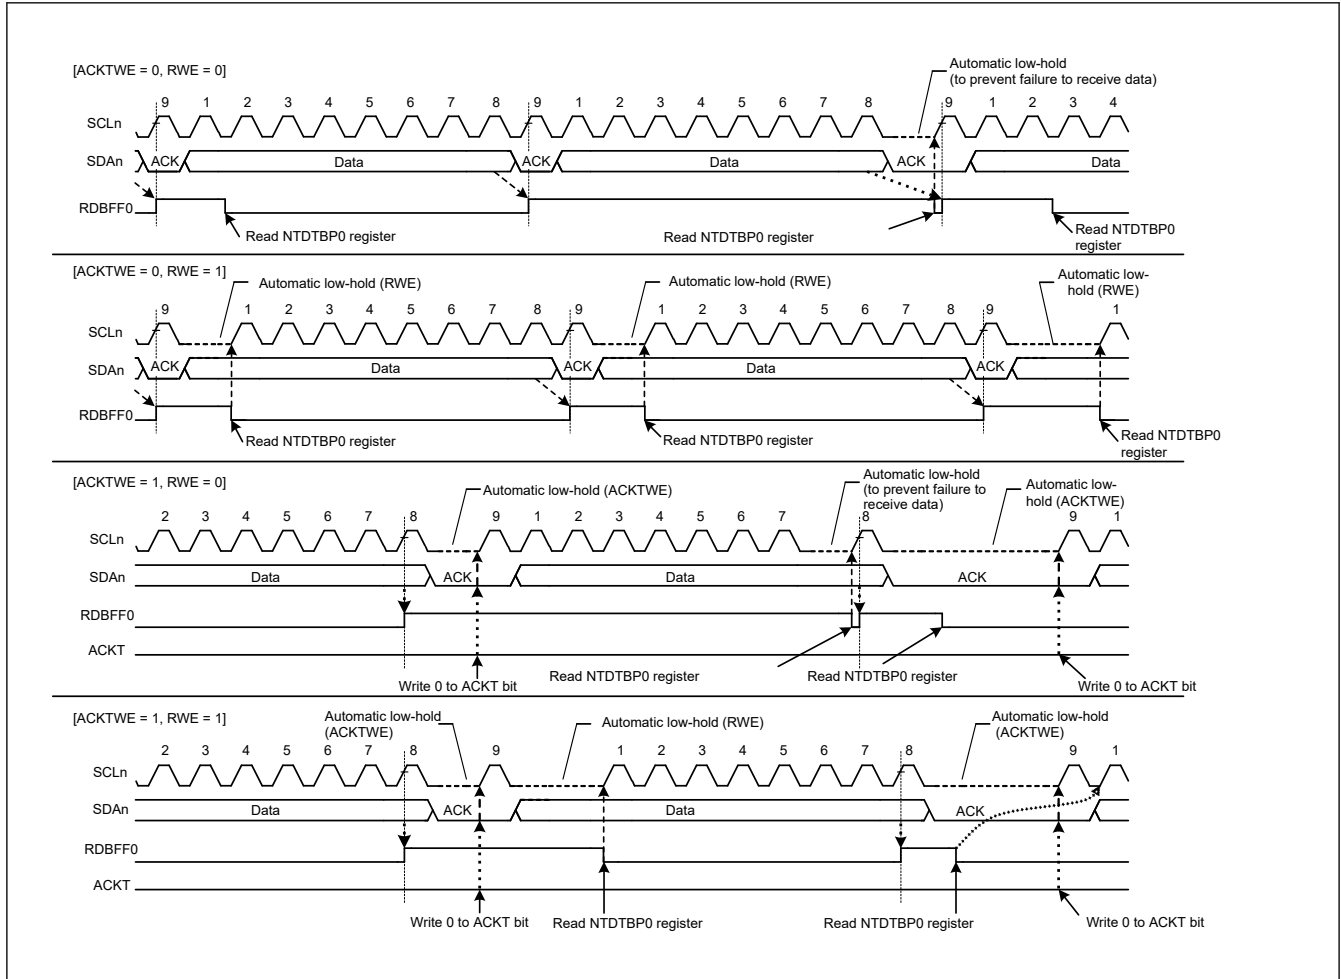 [ACKTWE = 0, RWE = 0]
Automatic low-hold
(to prevent failure to receive data)
9 1 2 3 4 5 6 7 8 9 1 2 3 4 5 6 7 8 9 1 2 3 4
SCLn
SDAn ACK Data ACK Data ACK Data
RDBFF0
Read NTDTBP0 register
Read NTDTBP0 register
Read NTDTBP0
register
[ACKTWE = 0, RWE = 1]
Automatic low-hold (RWE)
Automatic low-hold (RWE)
Automatic low-
hold (RWE)
9 1 2 3 4 5 6 7 8 9 1 2 3 4 5 6 7 8 9 1
SCLn
SDAn ACK Data ACK Data ACK
RDBFF0
Read NTDTBP0 register
Read NTDTBP0 register
Read NTDTBP0
register
[ACKTWE = 1, RWE = 0]
Automatic low-hold (ACKTWE)
Automatic low-hold
(to prevent failure to
receive data)
Automatic low-
hold (ACKTWE)
2 3 4 5 6 7 8 9 1 2 3 4 5 6 7 8 9 1
SCLn
SDAn Data ACK Data ACK
RDBFF0
ACKT
Write 0 to ACKT bit
Read NTDTBP0 register
Read NTDTBP0 register
Write 0 to ACKT bit
[ACKTWE = 1, RWE = 1]
Automatic low-hold
(ACKTWE)
Automatic low-hold (RWE)
Automatic low-hold
(ACKTWE)
2 3 4 5 6 7 8 9 1 2 3 4 5 6 7 8 9 1
SCLn
SDAn Data ACK Data ACK
RDBFF0
ACKT
Write 0 to ACKT bit
Read NTDTBP0 register
Read NTDTBP0 register
Write 0 to ACKT bit